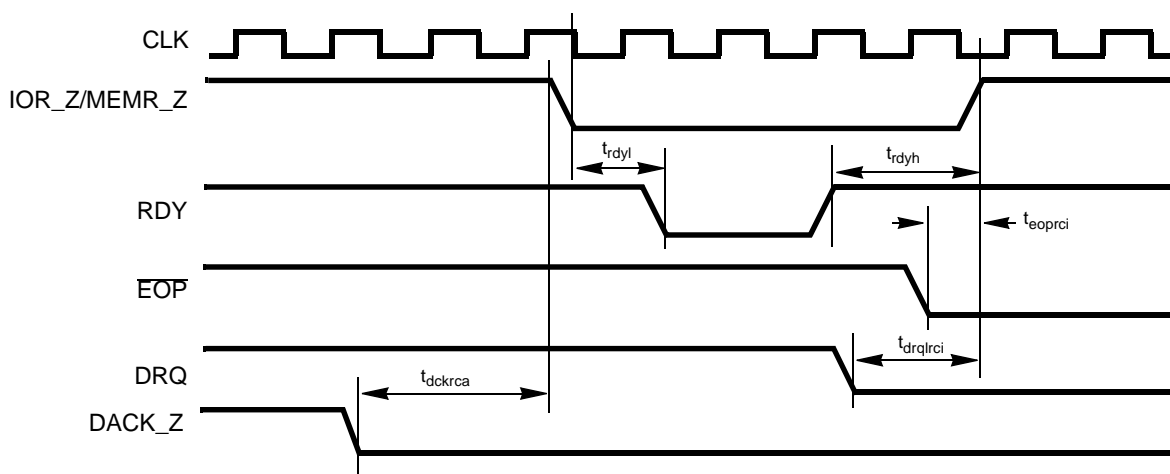 CLK
IOR_Z/MEMR_Z
t_rdyl
t_rdyh
RDY
t_eoprci
EOP
t_drqlrci
DRQ
t_dckrca
DACK_Z